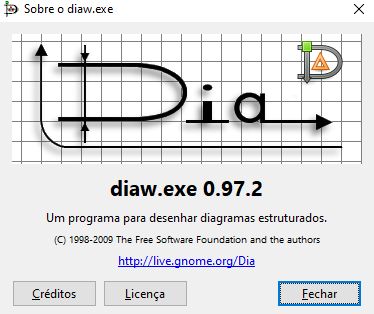 Sobre o diaw.exe
Dia
diaw.exe 0.97.2
Um programa para desenhar diagramas estruturados.
(C) 1998-2009 The Free Software Foundation and the authors
http://live.gnome.org/Dia
Créditos
Licença
Fechar